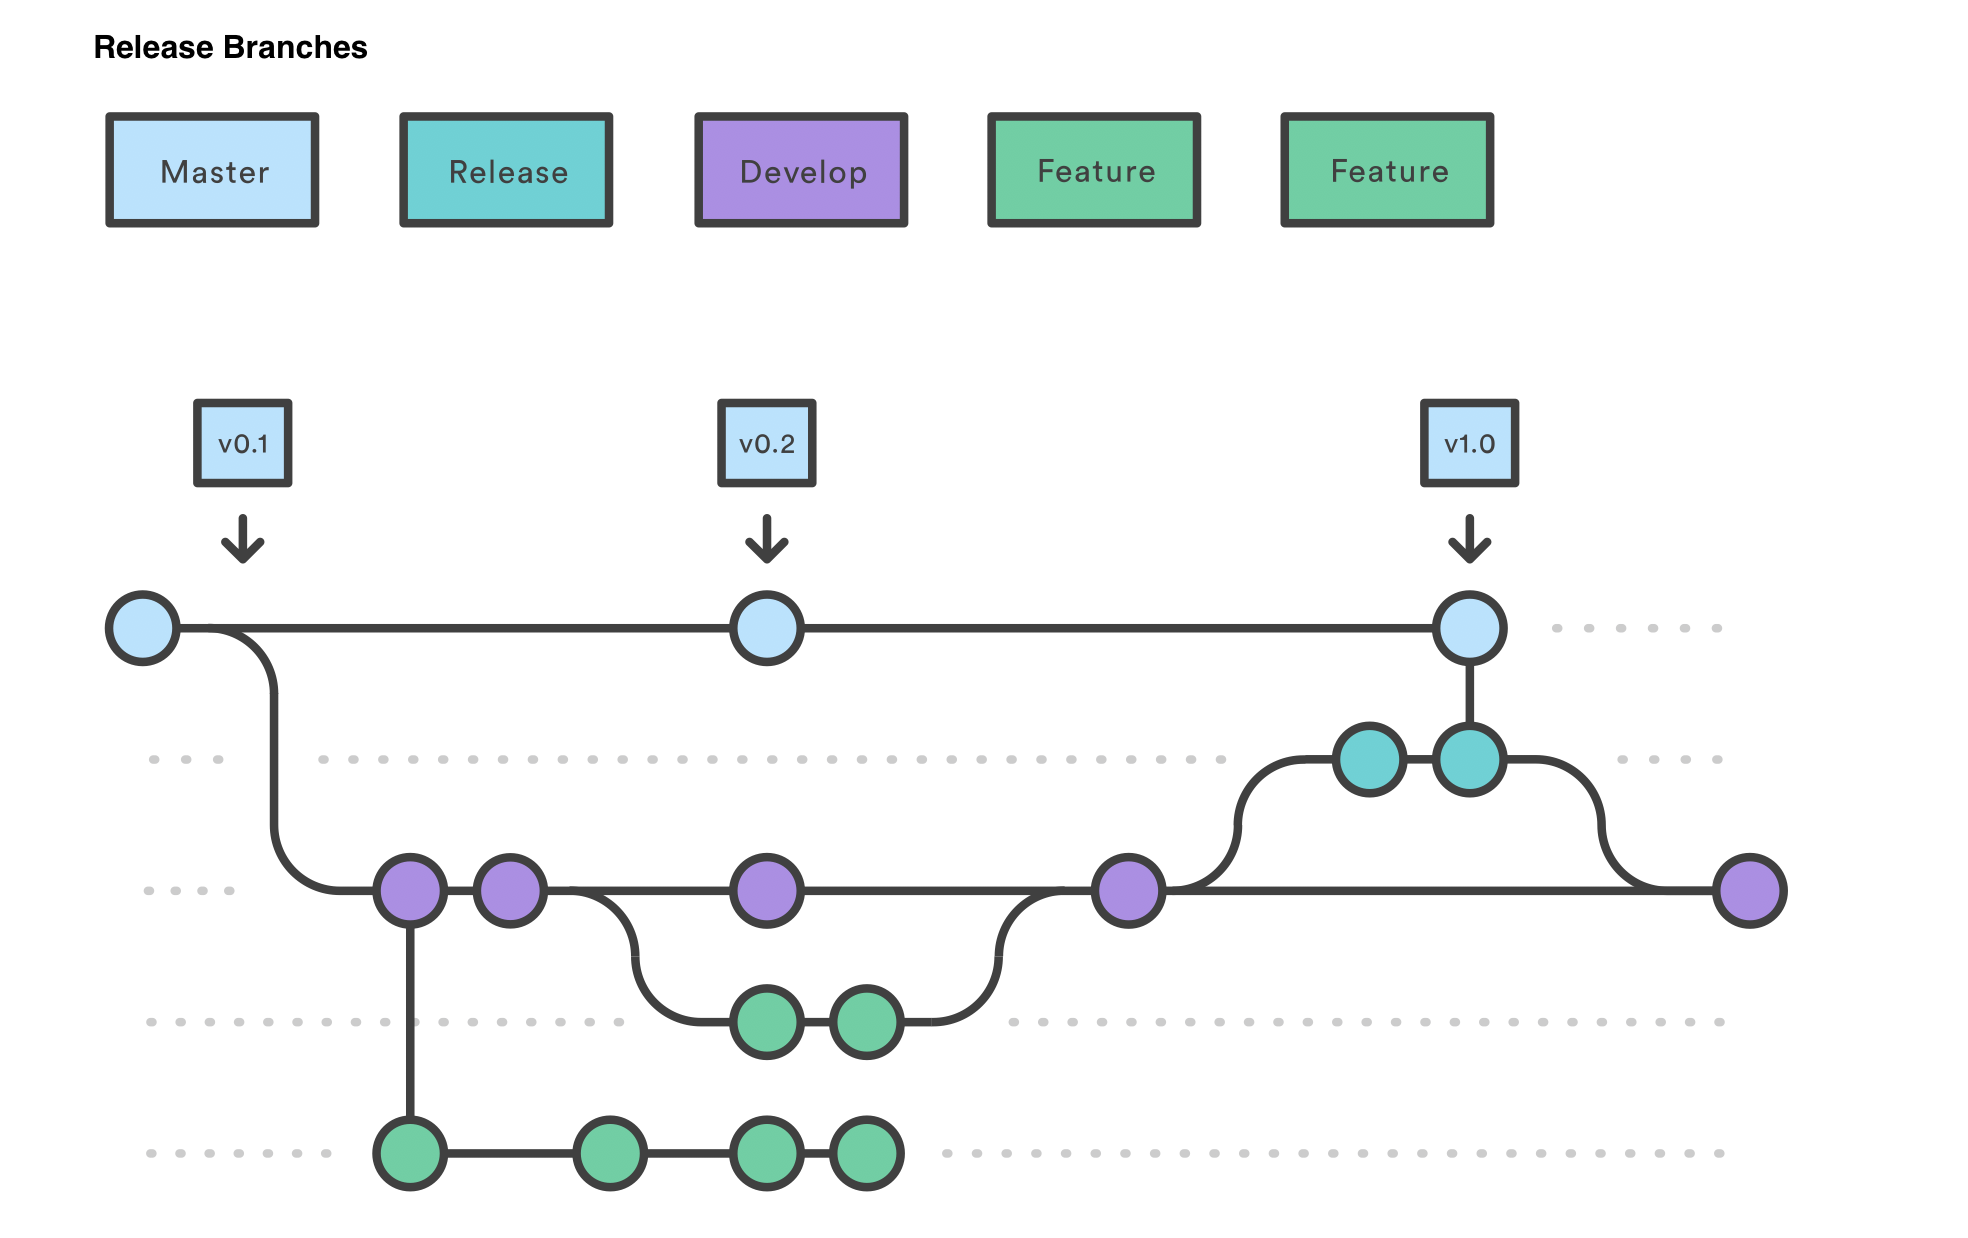 Release Branches
Master
Release
Develop
Feature
Feature
v0.1
v0.2
v1.0